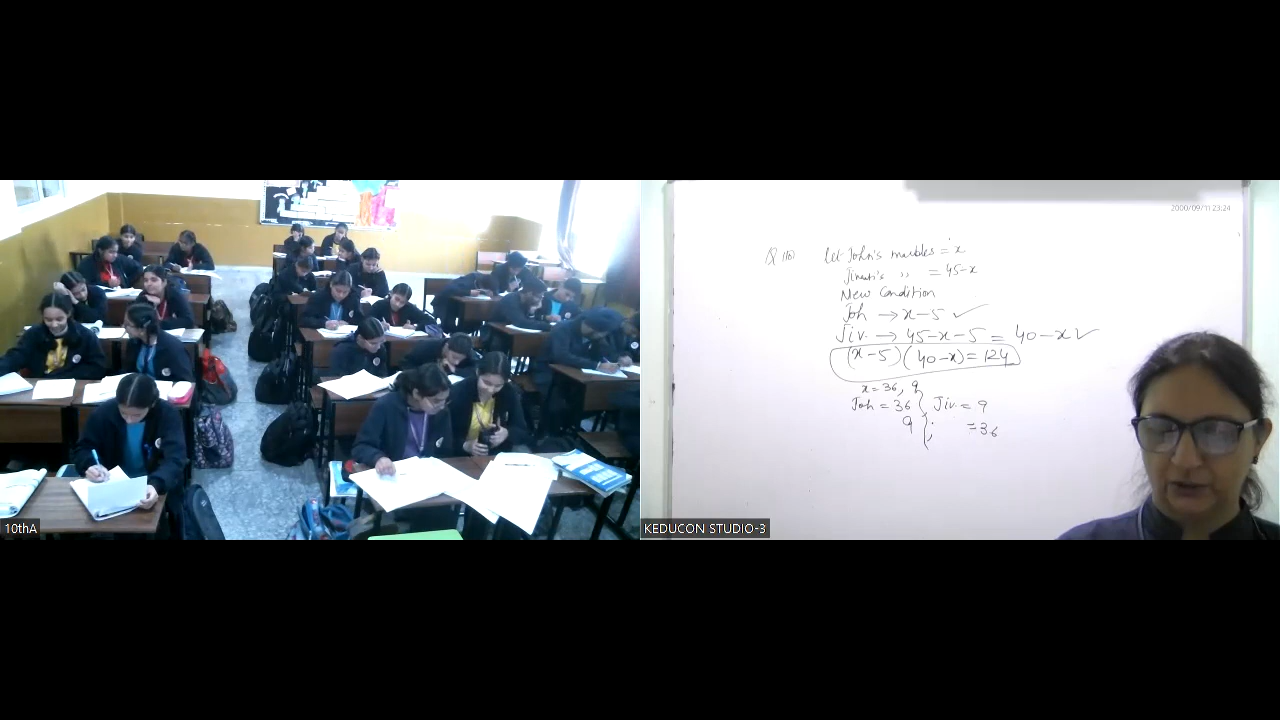 2000/09/11 23:24
Let John's marbles = x
Jivanti's ,, = 45-x
New Condition
Joh → x-5 ✓
Jiv. → 45-x-5 = 40-x ✓
(x-5)(40-x)=124
x=36, 9
Joh = 36 } Jiv. = 9
9 } ; = 36
10thA
KEDUCON STUDIO-3